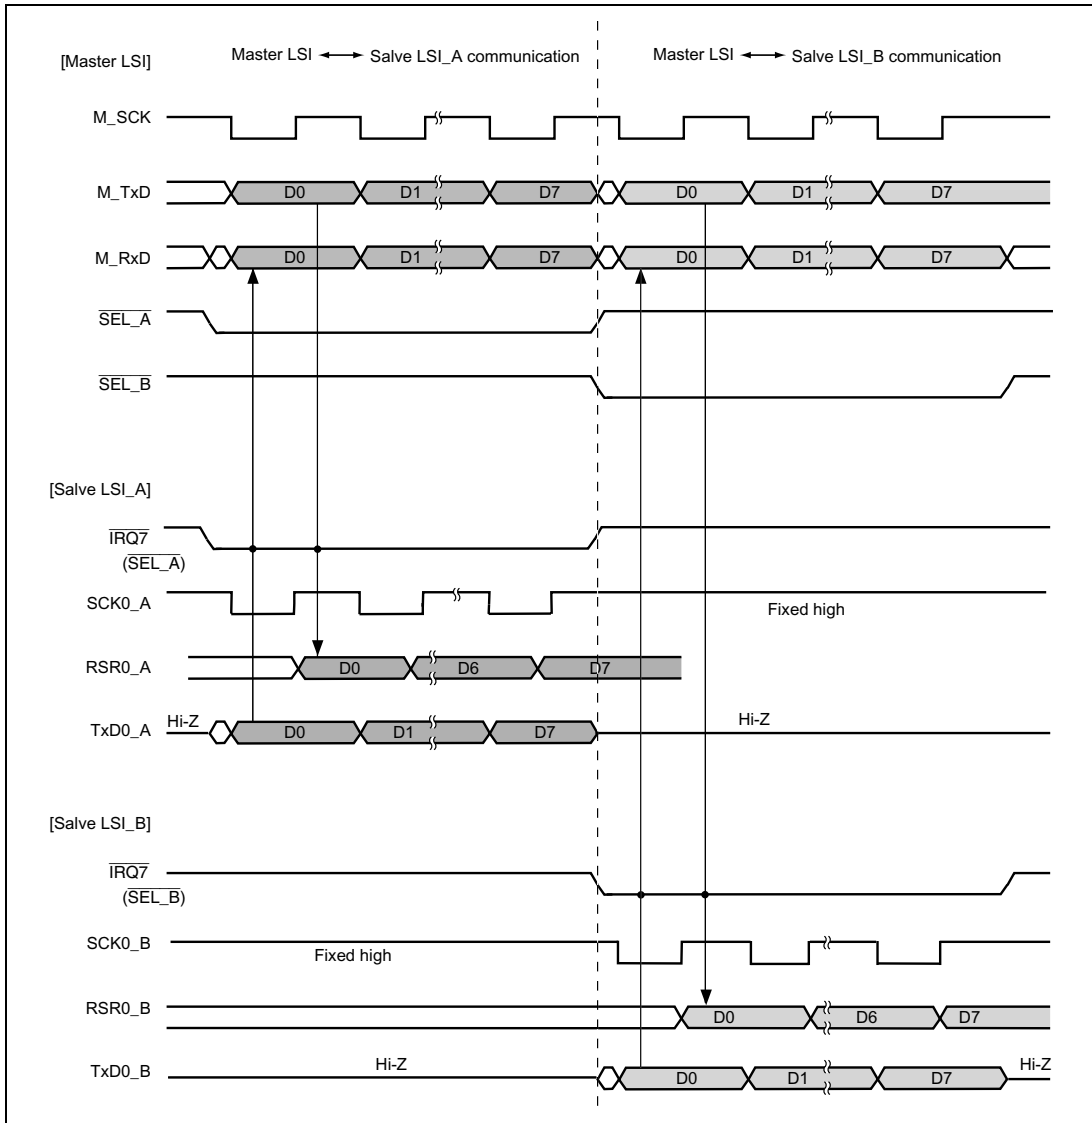 Master LSI ↔ Salve LSI_A communication
Master LSI ↔ Salve LSI_B communication
[Master LSI]
M_SCK
M_TxD D0 D1 D7 D0 D1 D7
M_RxD D0 D1 D7 D0 D1 D7
SEL_A
SEL_B
[Salve LSI_A]
IRQ7
(SEL_A)
SCK0_A Fixed high
RSR0_A D0 D6 D7
TxD0_A Hi-Z D0 D1 D7 Hi-Z
[Salve LSI_B]
IRQ7
(SEL_B)
SCK0_B Fixed high
RSR0_B D0 D6 D7
TxD0_B Hi-Z D0 D1 D7 Hi-Z